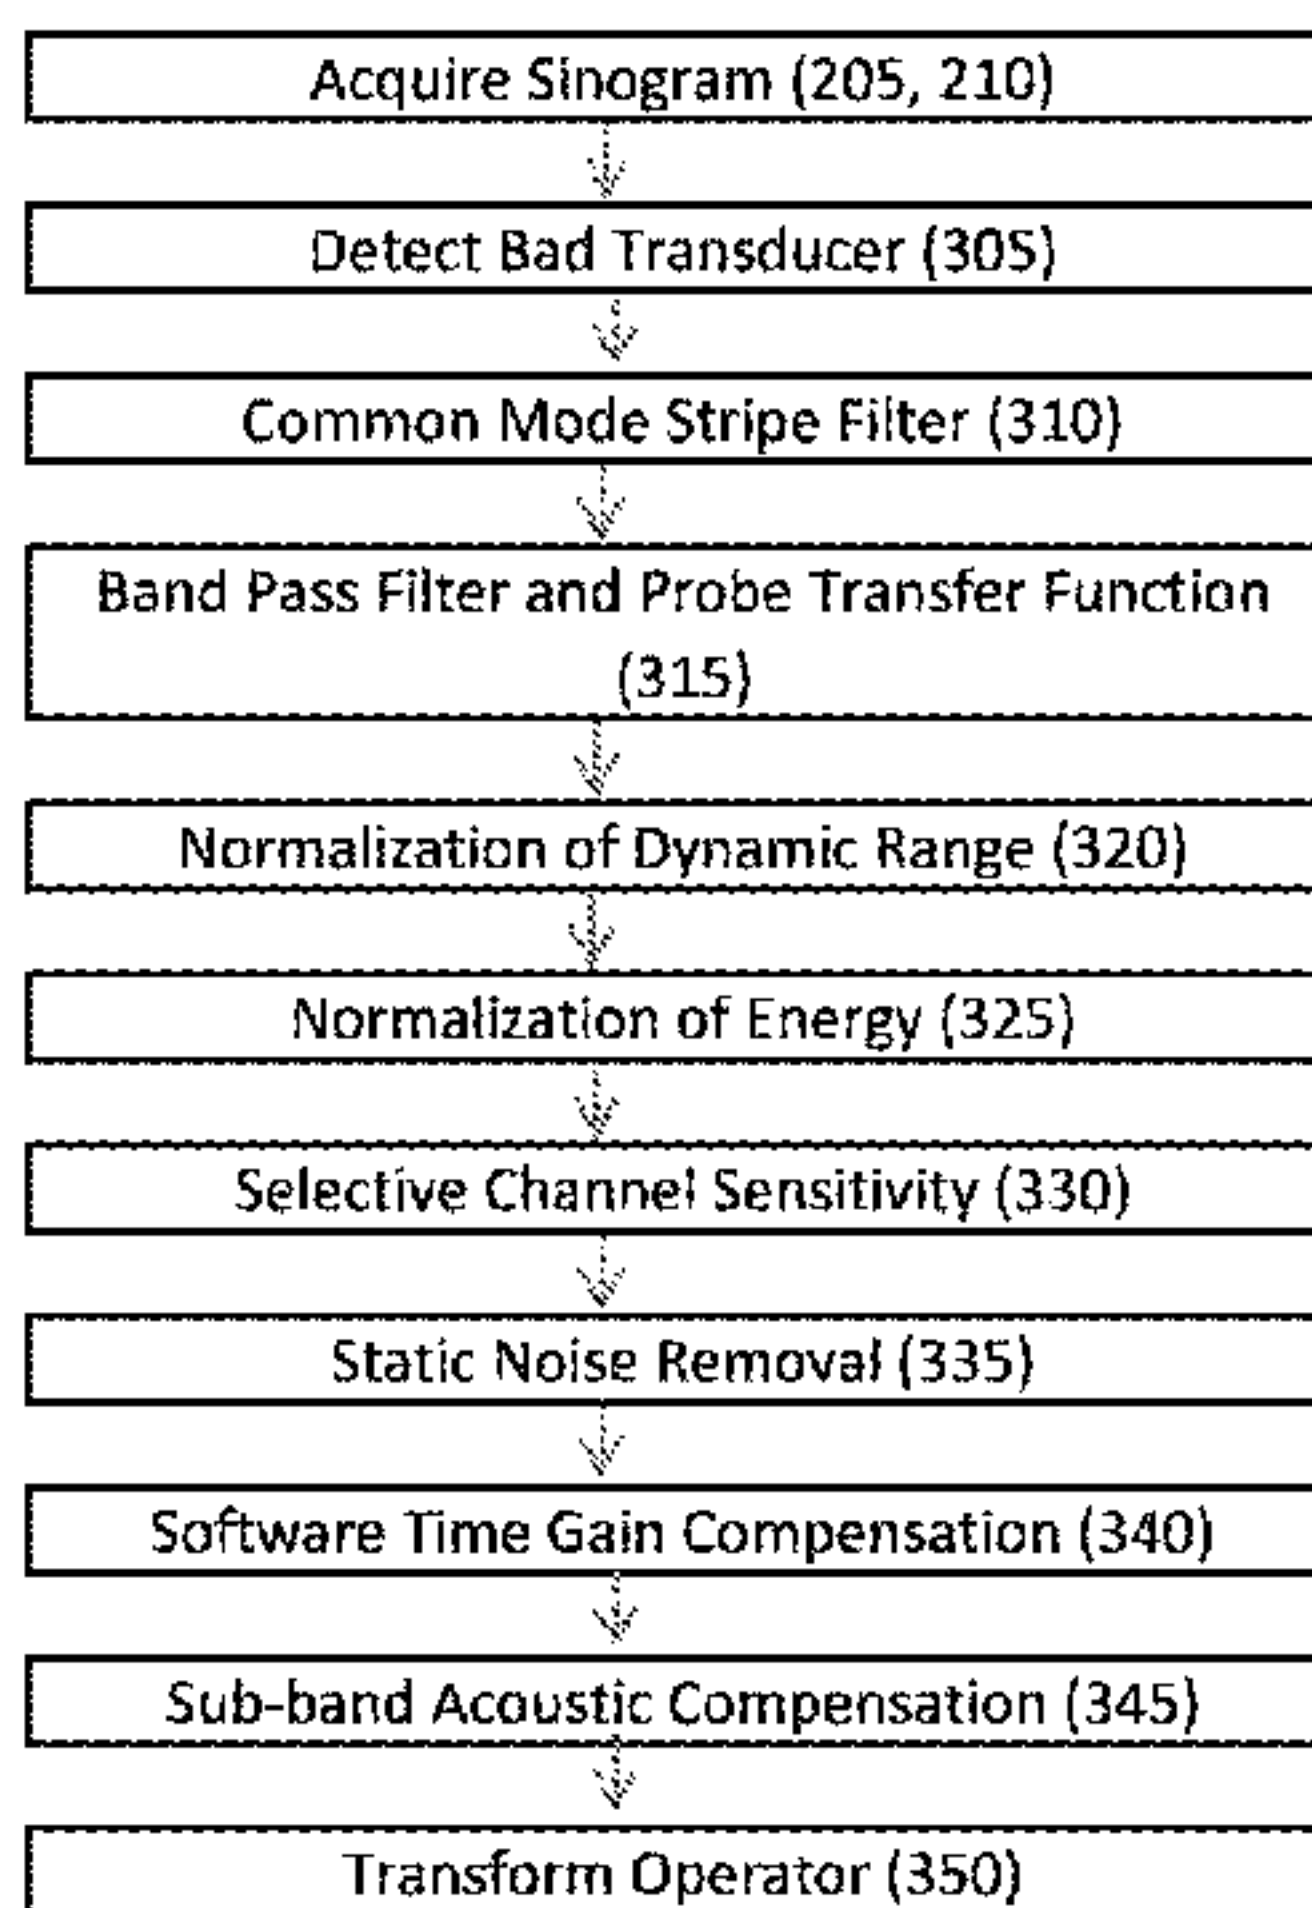 Acquire Sinogram (205, 210)
Detect Bad Transducer (305)
Common Mode Stripe Filter (310)
Band Pass Filter and Probe Transfer Function
(315)
Normalization of Dynamic Range (320)
Normalization of Energy (325)
Selective Channel Sensitivity (330)
Static Noise Removal (335)
Software Time Gain Compensation (340)
Sub-band Acoustic Compensation (345)
Transform Operator (350)